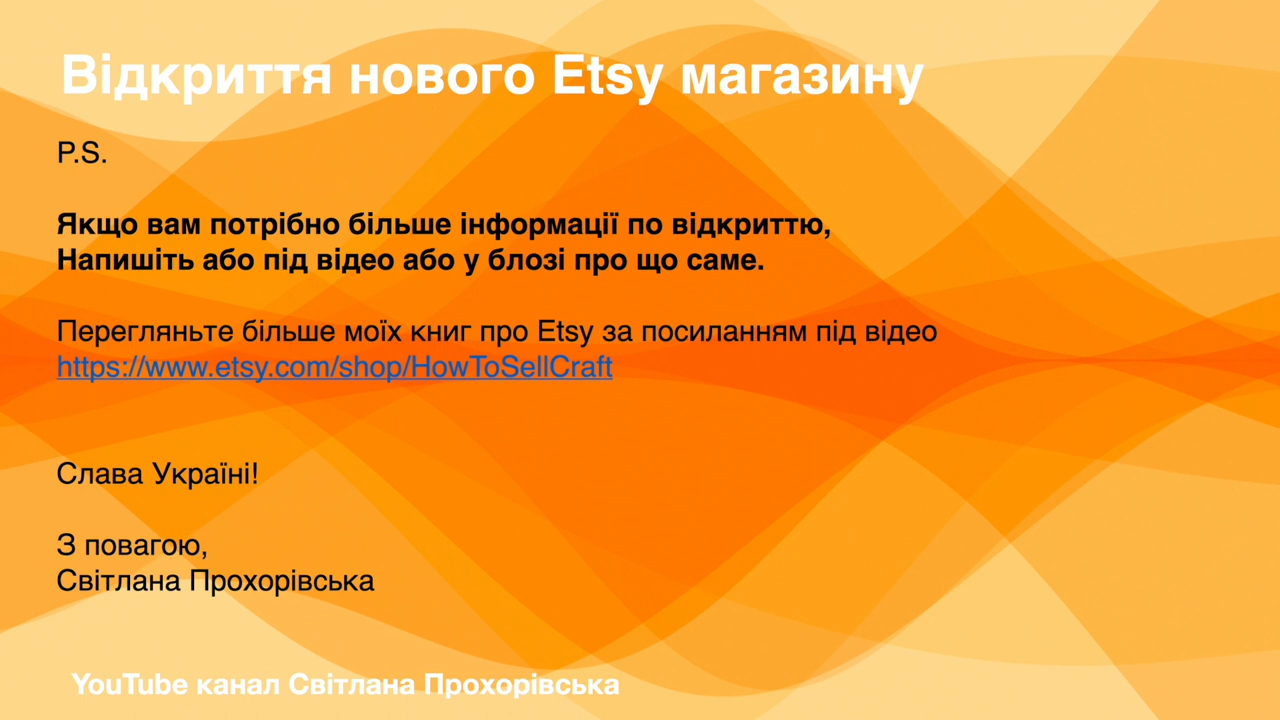 Відкриття нового Etsy магазину
P.S.
Якщо вам потрібно більше інформації по відкриттю,
Напишіть або під відео або у блозі про що саме.
Перегляньте більше моїх книг про Etsy за посиланням під відео
https://www.etsy.com/shop/HowToSellCraft
Слава Україні!
З повагою,
Світлана Прохорівська
YouTube канал Світлана Прохорівська